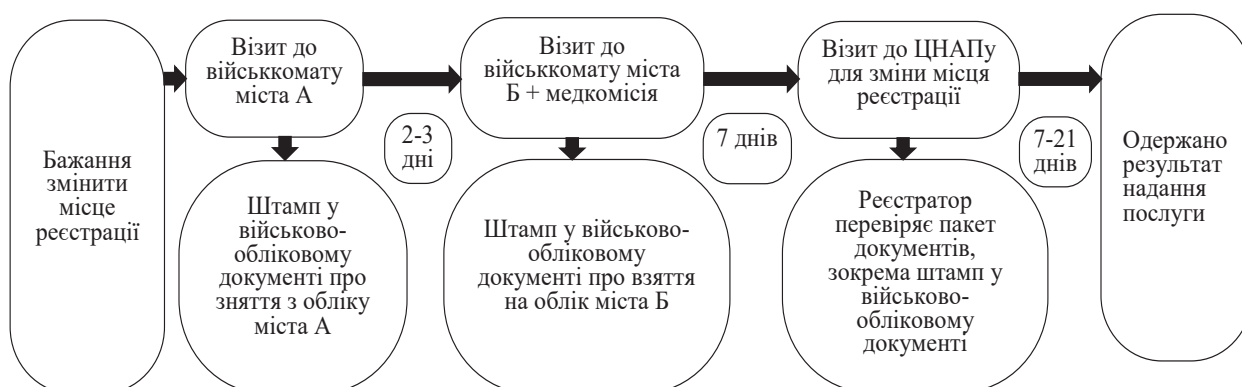 Бажання
змінити
місце
реєстрації
Візит до
військкомату
міста А
Штамп у
військово-
обліковому
документі про
зняття з обліку
міста А
2-3
дні
Візит до
військкомату міста
Б + медкомісія
Штамп у військово-
обліковому
документі про взяття
на облік міста Б
7 днів
Візит до ЦНАПу
для зміни місця
реєстрації
Реєстратор
перевіряє пакет
документів,
зокрема штамп у
військово-
обліковому
документі
7-21
днів
Одержано
результат
надання
послуги